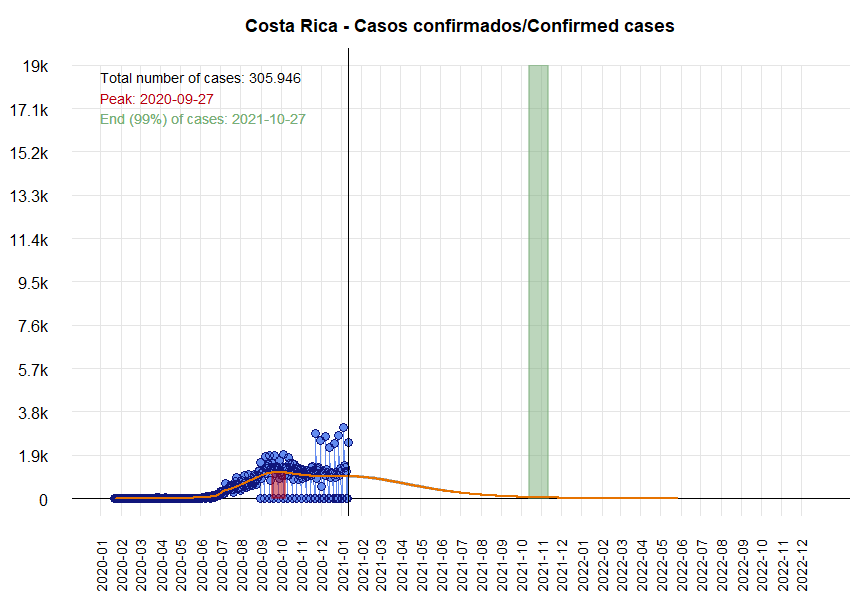 Costa Rica - Casos confirmados/Confirmed cases
19k
Total number of cases: 305.946
Peak: 2020-09-27
17.1k
End (99%) of cases: 2021-10-27
15.2k
13.3k
11.4k
9.5k
7.6k
5.7k
3.8k
1.9k
0
2020-01
2020-02
2020-03
2020-04
2020-05
2020-06
2020-07
2020-08
2020-09
2020-10
2020-11
2020-12
2021-01
2021-02
2021-03
2021-04
2021-05
2021-06
2021-07
2021-08
2021-09
2021-10
2021-11
2021-12
2022-01
2022-02
2022-03
2022-04
2022-05
2022-06
2022-07
2022-08
2022-09
2022-10
2022-11
2022-12